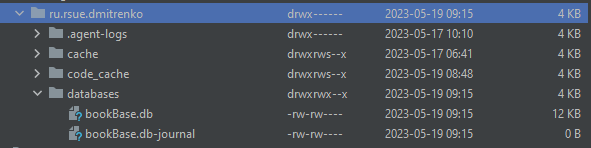 ru.rsue.dmitrenko drwx------ 2023-05-19 09:15 4 KB
.agent-logs drwx------ 2023-05-17 10:10 4 KB
cache drwxrws--x 2023-05-17 06:41 4 KB
code_cache drwxrws--x 2023-05-19 08:48 4 KB
databases drwxrwx--x 2023-05-19 09:15 4 KB
bookBase.db -rw-rw---- 2023-05-19 09:15 12 KB
bookBase.db-journal -rw-rw---- 2023-05-19 09:15 0 B